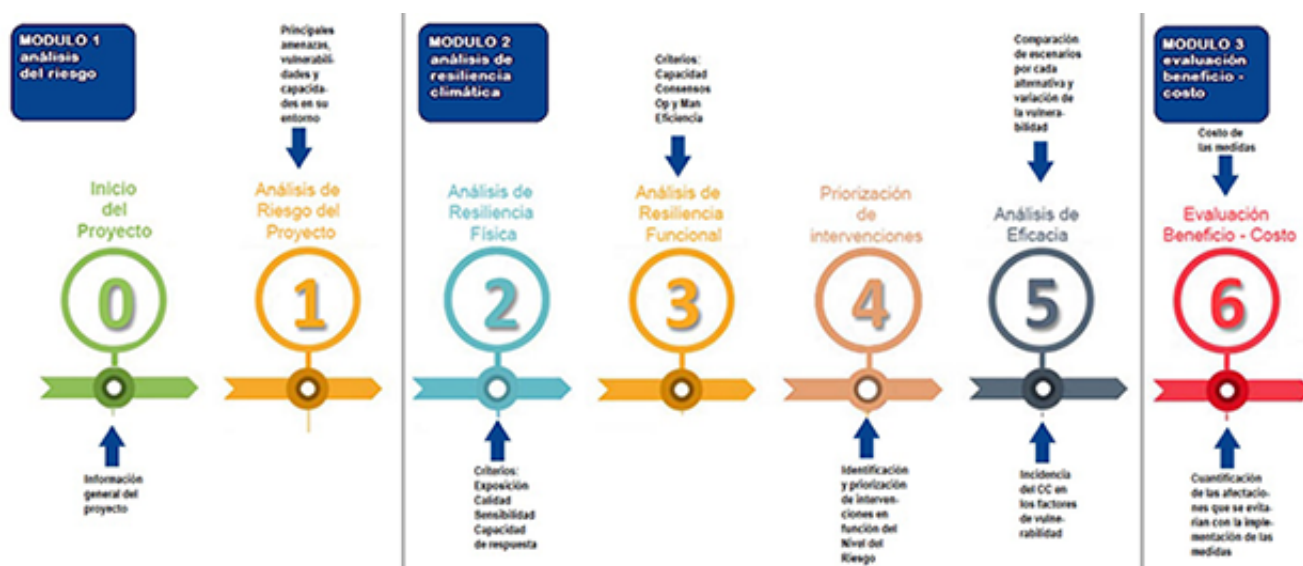 MODULO 1
análisis
del riesgo
Principales
amenazas,
vulnerabili-
dades y
capacida-
des en su
entorno
MODULO 2
análisis de
resiliencia
climática
Criterios:
Capacidad
Consensos
Op y Man
Eficiencia
Comparación
de escenarios
por cada
alternativa y
variación de
la vulnera-
bilidad
MODULO 3
evaluación
beneficio -
costo
Costo de
las medidas
Inicio
del
Proyecto
0
Análisis de
Riesgo del
Proyecto
1
Análisis de
Resiliencia
Física
2
Análisis de
Resiliencia
Funcional
3
Priorización
de
intervenciones
4
Análisis de
Eficacia
5
Evaluación
Beneficio - Costo
6
Información
general del
proyecto
Criterios:
Exposición
Calidad
Sensibilidad
Capacidad
de respuesta
Identificación
y priorización
de interven-
ciones en
función del
Nivel del
Riesgo
Incidencia
del CC en
los factores
de vulne-
rabilidad
Cuantificación
de las afectacio-
nes que se evita-
rian con la imple-
mentación de las
medidas